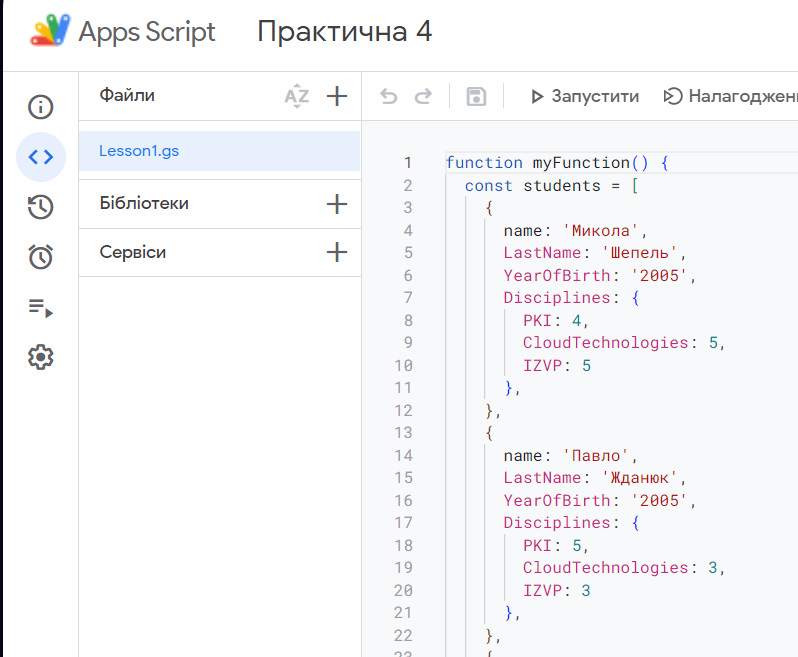 Apps Script Практична 4
Файли
AZ
Lesson1.gs
Бібліотеки
Сервіси
Запустити Налагоджен
1 function myFunction() {
2 const students = [
3 {
4 name: 'Микола',
5 LastName: 'Шепель',
6 YearOfBirth: '2005',
7 Disciplines: {
8 PKI: 4,
9 CloudTechnologies: 5,
10 IZVP: 5
11 },
12 },
13 {
14 name: 'Павло',
15 LastName: 'Жданюк',
16 YearOfBirth: '2005',
17 Disciplines: {
18 PKI: 5,
19 CloudTechnologies: 3,
20 IZVP: 3
21 },
22 },
23 {